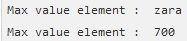 Max value element :  zara
Max value element :  700